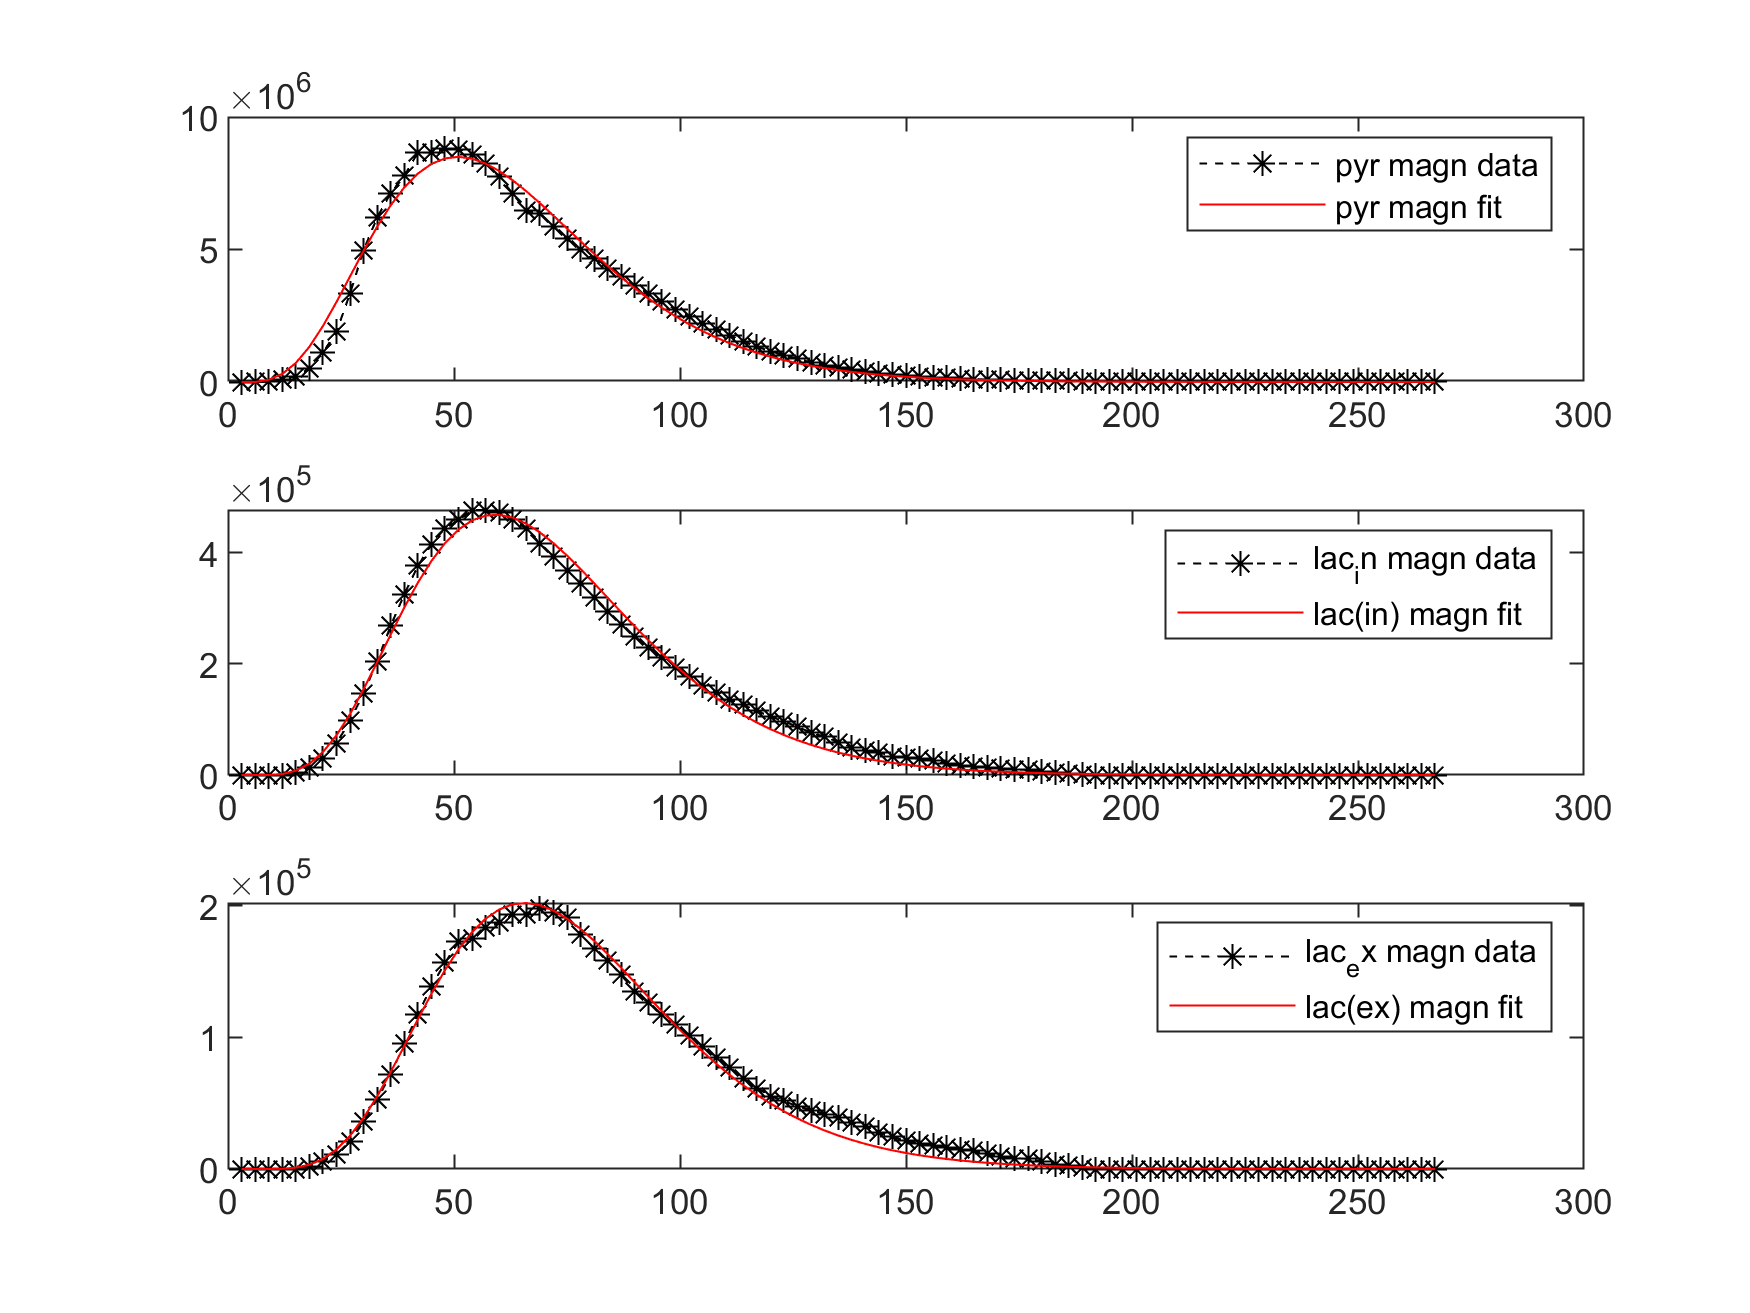 ×10^6
10
5
0
0 50 100 150 200 250 300
pyr magn data
pyr magn fit
×10^5
4
2
0
0 50 100 150 200 250 300
lac_in magn data
lac(in) magn fit
×10^5
2
1
0
0 50 100 150 200 250 300
lac_ex magn data
lac(ex) magn fit